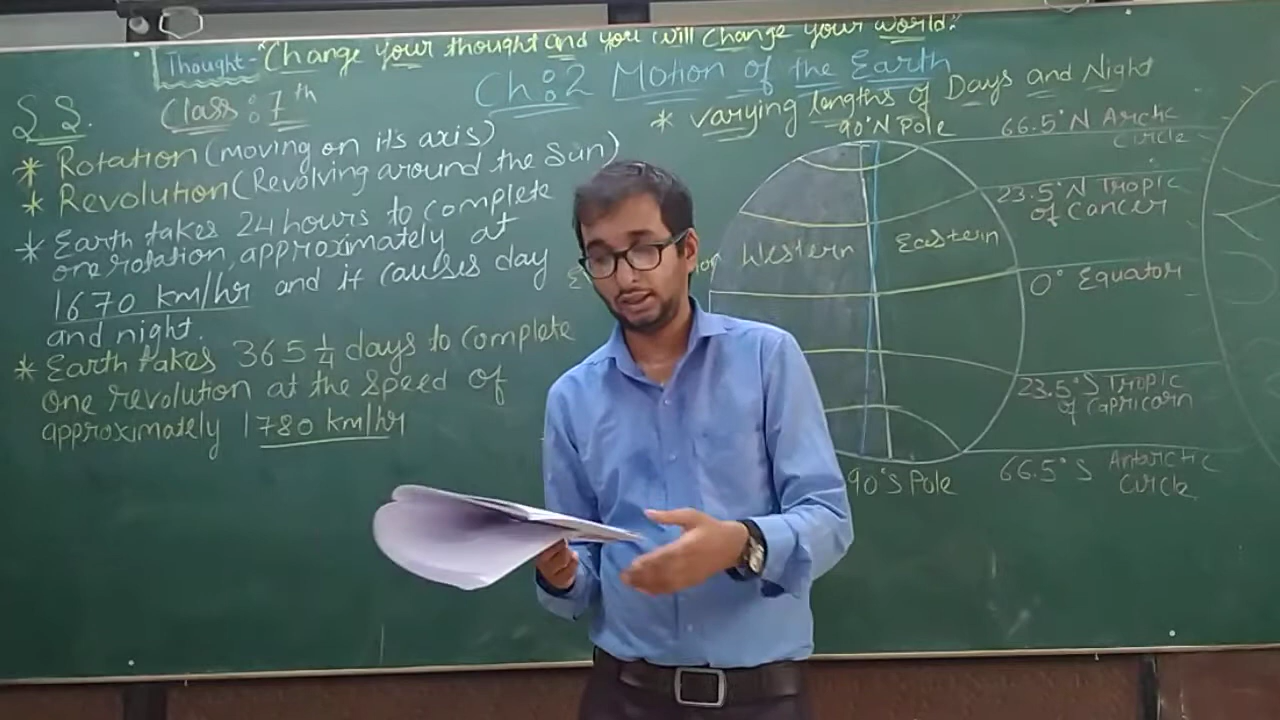 Thought- "Change your thought and you will change your world."
Ch:2 Motion of the Earth
S.S.
Class: 7th
* Rotation (moving on its axis)
* Revolution (Revolving around the Sun)
* Earth takes 24 hours to complete
one rotation, approximately at
1670 km/hr and it causes day
and night.
* Earth takes 365 1/4 days to complete
one revolution at the speed of
approximately 1780 km/hr
* varying lengths of Days and Night
90°N Pole
66.5°N Arctic
Circle
23.5°N Tropic
of Cancer
Western
Eastern
0° Equator
23.5°S Tropic
of Capricorn
90°S Pole
66.5°S Antarctic
Circle